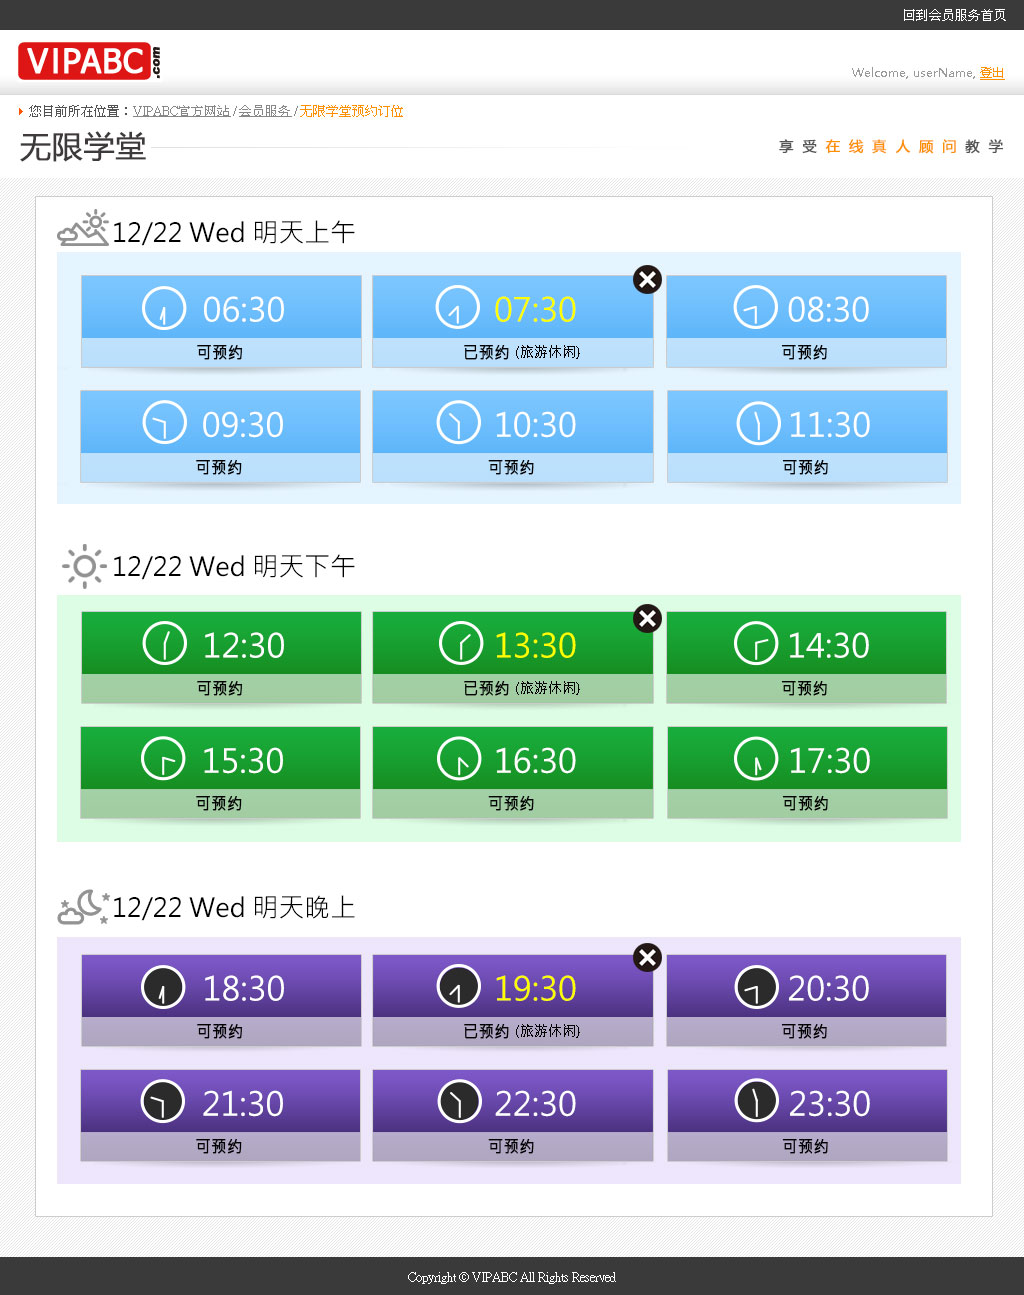 回到会员服务首页
VIPABC.com
Welcome, userName, 登出
您目前所在位置：VIPABC官方网站/会员服务/无限学堂预约订位
无限学堂
享受在线真人顾问教学
12/22 Wed 明天上午
06:30 07:30 08:30
可预约 已预约 (旅游休闲) 可预约
09:30 10:30 11:30
可预约 可预约 可预约
12/22 Wed 明天下午
12:30 13:30 14:30
可预约 已预约 (旅游休闲) 可预约
15:30 16:30 17:30
可预约 可预约 可预约
12/22 Wed 明天晚上
18:30 19:30 20:30
可预约 已预约 (旅游休闲) 可预约
21:30 22:30 23:30
可预约 可预约 可预约
Copyright © VIPABC All Rights Reserved